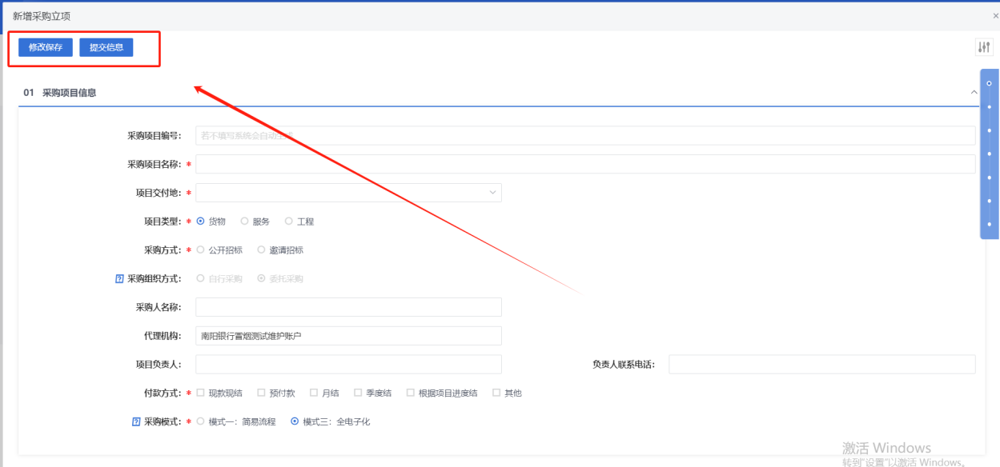 新增采购立项
修改保存 提交信息
01 采购项目信息
采购项目编号： 若不填写系统会自动生成
采购项目名称：*
项目交付地：*
项目类型：* 货物 服务 工程
采购方式：* 公开招标 邀请招标
采购组织方式： 自行采购 委托采购
采购人名称：
代理机构： 南阳银行冒烟测试维护账户
项目负责人： 负责人联系电话：
付款方式：* 现款现结 预付款 月结 季度结 根据项目进度结 其他
采购模式：* 模式一：简易流程 模式三：全电子化
激活 Windows
转到"设置"以激活 Windows。